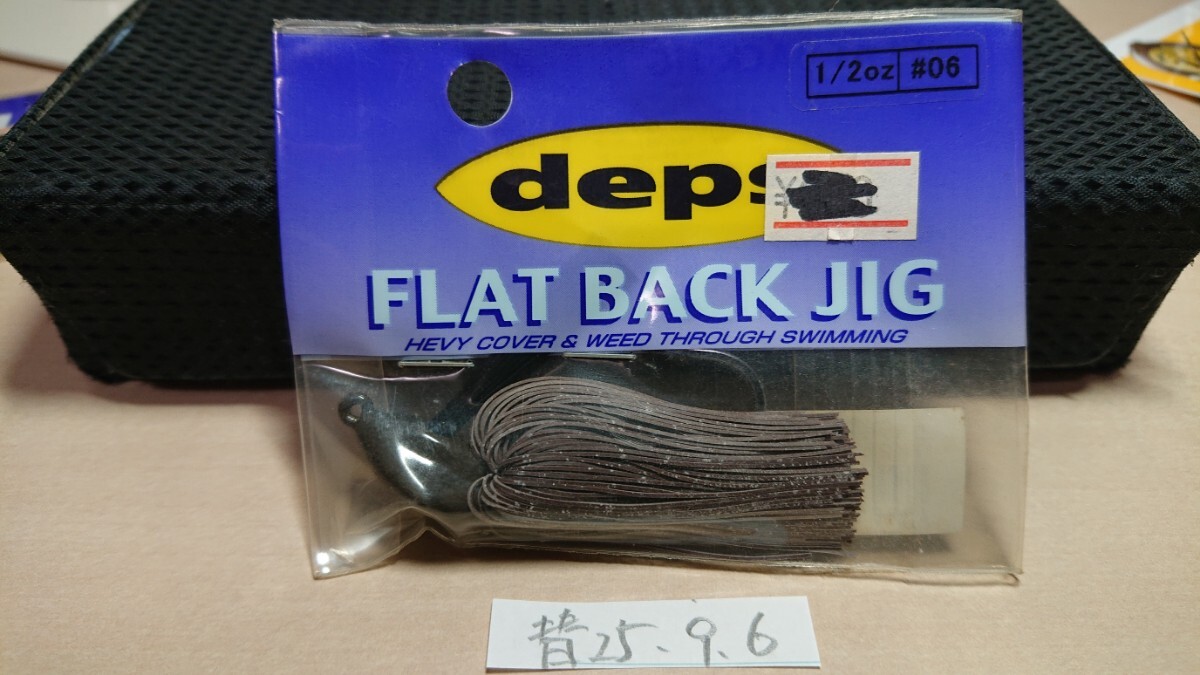 1/2oz #06
deps
¥
FLAT BACK JIG
HEVY COVER & WEED THROUGH SWIMMING
昔25.9.6